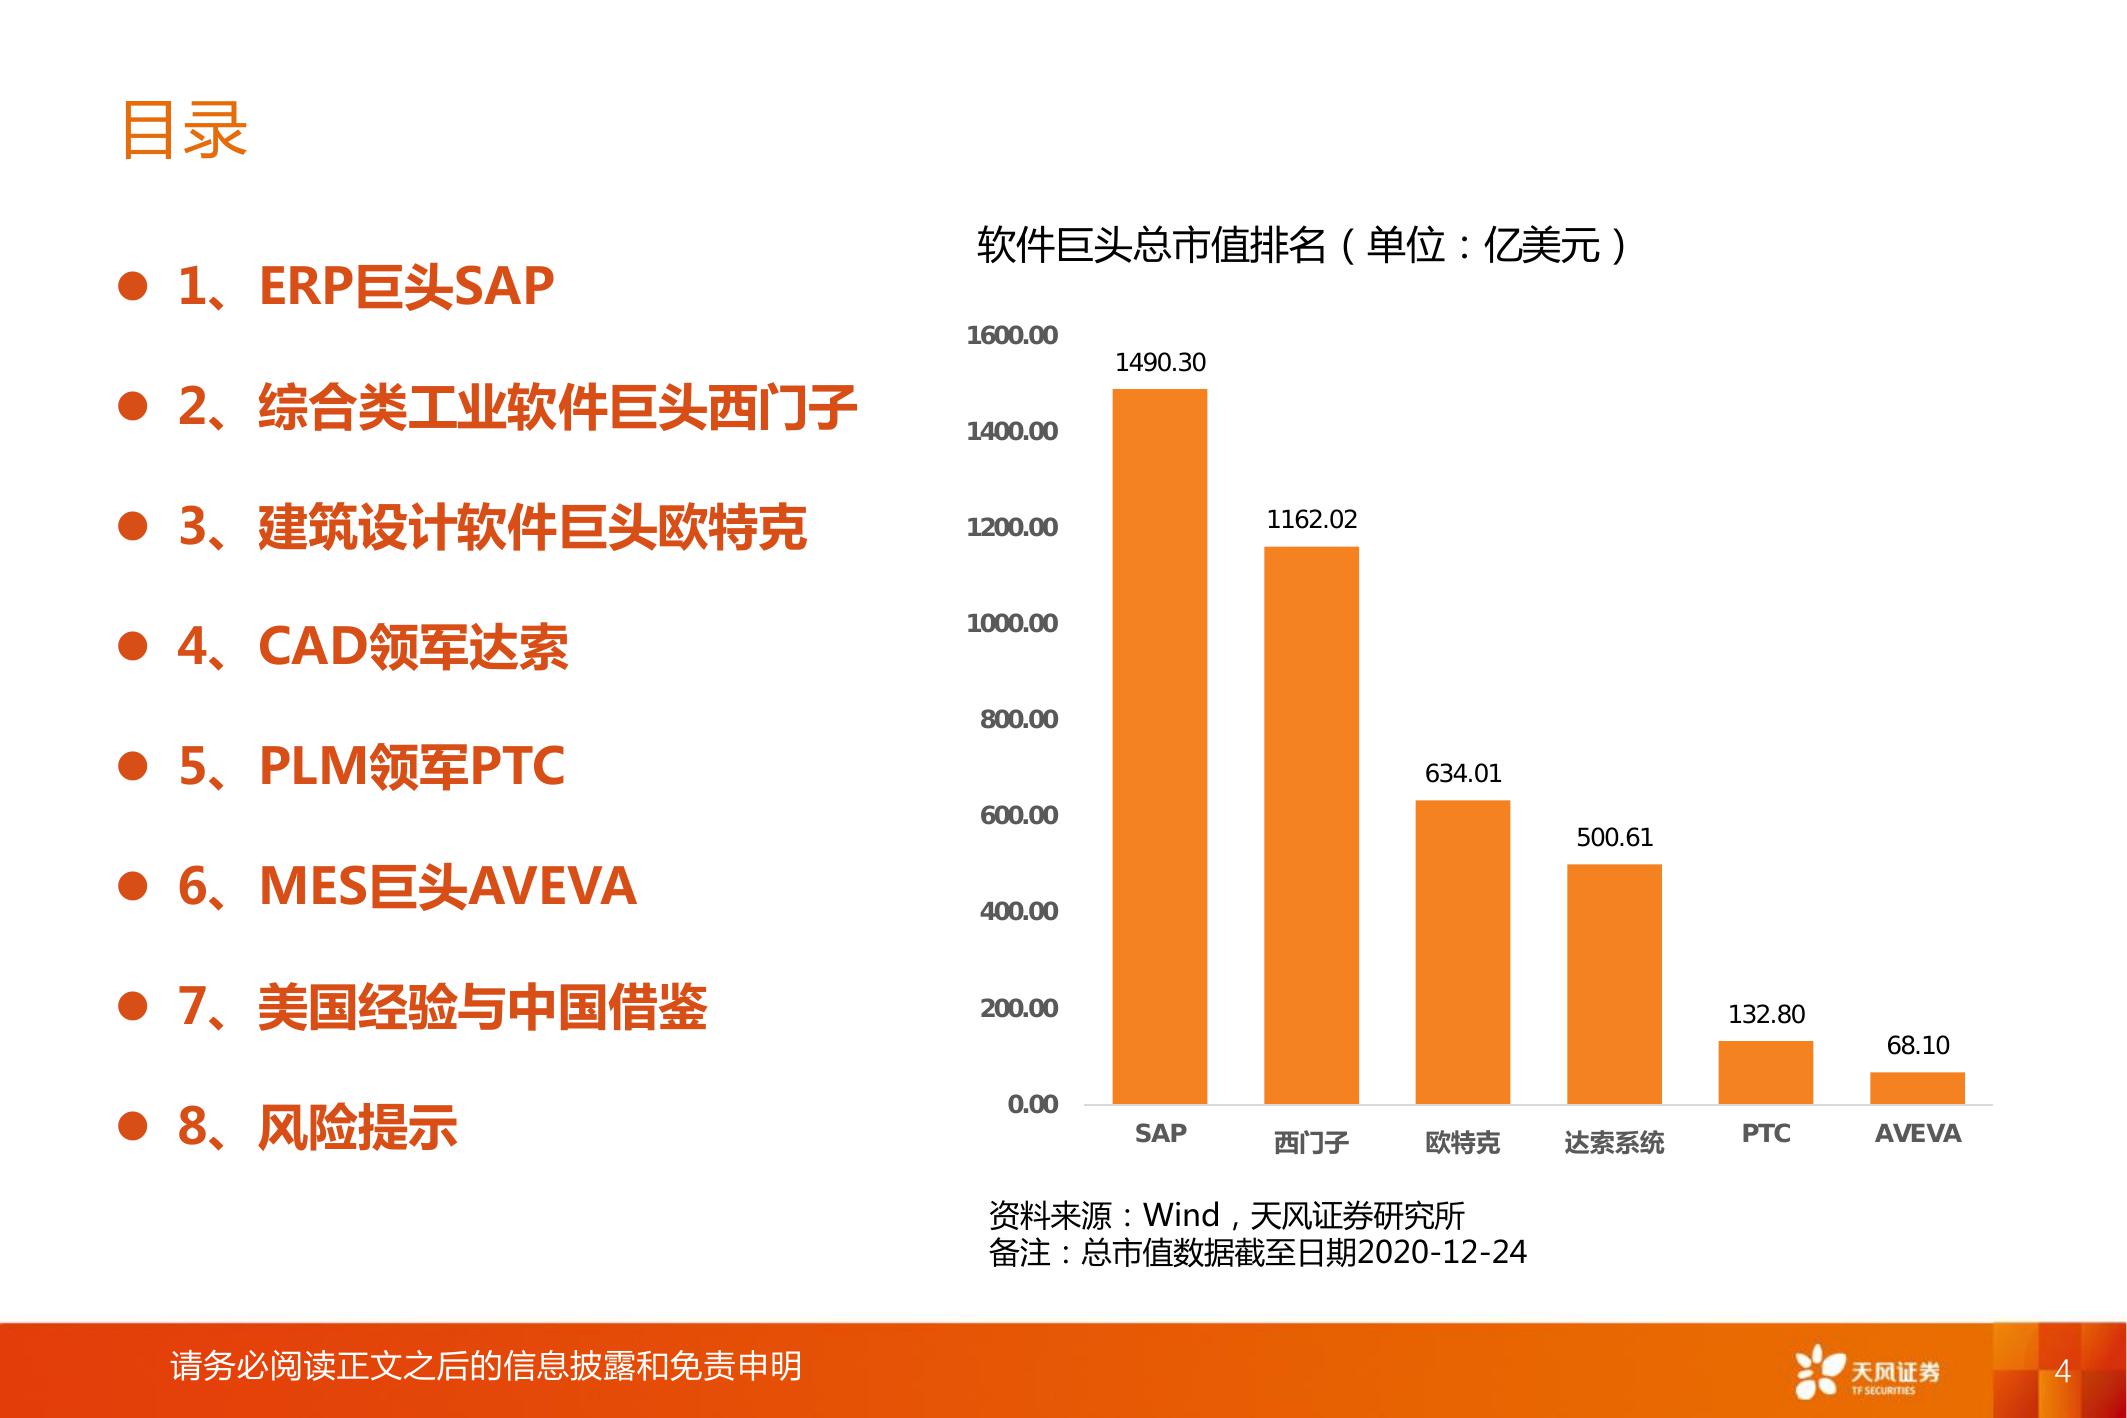 目录
1、ERP巨头SAP
2、综合类工业软件巨头西门子
3、建筑设计软件巨头欧特克
4、CAD领军达索
5、PLM领军PTC
6、MES巨头AVEVA
7、美国经验与中国借鉴
8、风险提示
软件巨头总市值排名（单位：亿美元）
1600.00
1400.00
1200.00
1000.00
800.00
600.00
400.00
200.00
0.00
1490.30
1162.02
634.01
500.61
132.80
68.10
SAP
西门子
欧特克
达索系统
PTC
AVEVA
资料来源：Wind，天风证券研究所
备注：总市值数据截至日期2020-12-24
请务必阅读正文之后的信息披露和免责申明
天风证券
TF SECURITIES
4